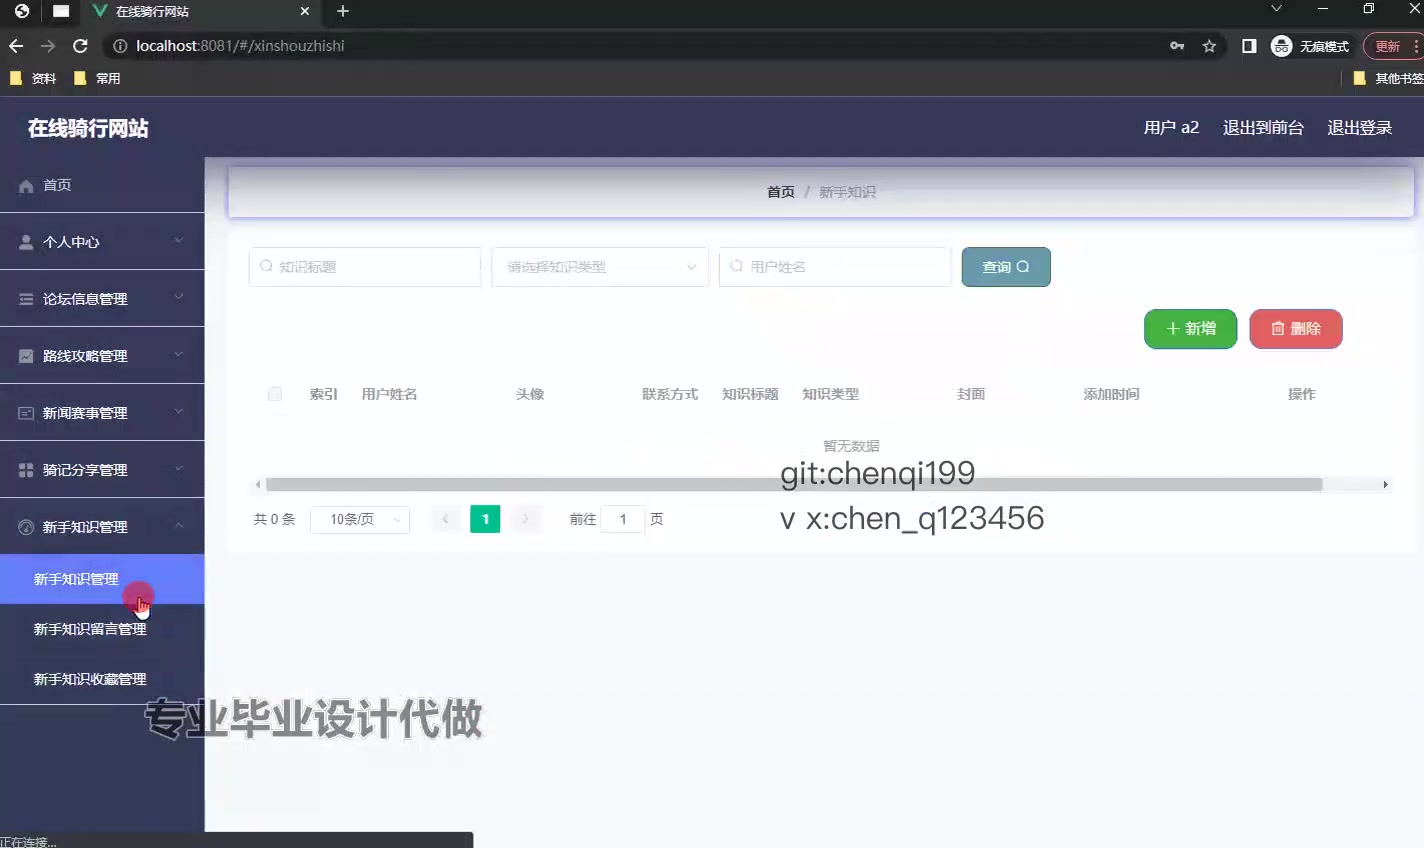 在线骑行网站
localhost:8081/#/xinshouzhishi
无痕模式
更新
资料
常用
其他书签
在线骑行网站
用户 a2
退出到前台
退出登录
首页
个人中心
论坛信息管理
路线攻略管理
新闻赛事管理
骑记分享管理
新手知识管理
新手知识管理
新手知识留言管理
新手知识收藏管理
首页 / 新手知识
知识标题
请选择知识类型
用户姓名
查询
新增
删除
索引 用户姓名 头像 联系方式 知识标题 知识类型 封面 添加时间 操作
暂无数据
git:chenqi199
共 0 条 10条/页 1 前往 1 页
v x:chen_q123456
专业毕业设计代做
正在连接...